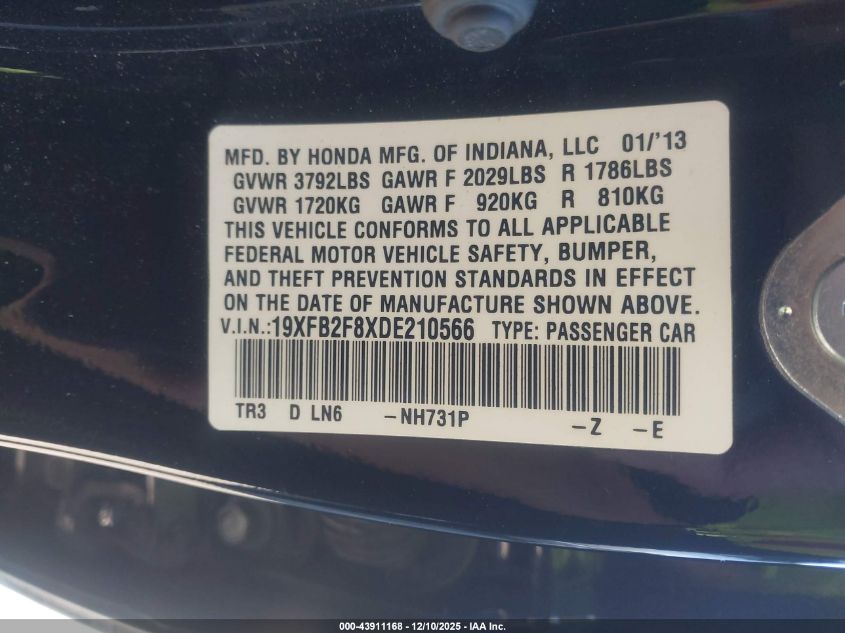 MFD. BY HONDA MFG. OF INDIANA, LLC 01/'13
GVWR 3792LBS GAWR F 2029LBS R 1786LBS
GVWR 1720KG GAWR F 920KG R 810KG
THIS VEHICLE CONFORMS TO ALL APPLICABLE
FEDERAL MOTOR VEHICLE SAFETY, BUMPER,
AND THEFT PREVENTION STANDARDS IN EFFECT
ON THE DATE OF MANUFACTURE SHOWN ABOVE.
V.I.N.:19XFB2F8XDE210566 TYPE: PASSENGER CAR
TR3 D LN6 -NH731P -Z -E
000-43911168 - 12/10/2025 - IAA Inc.